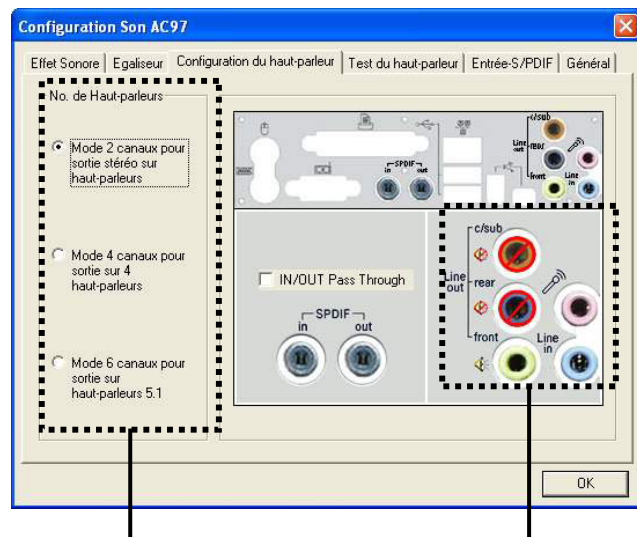 Configuration Son AC97
Effet Sonore
Egaliseur
Configuration du haut-parleur
Test du haut-parleur
Entrée-S/PDIF
Général
No. de Haut-parleurs
Mode 2 canaux pour
sortie stéréo sur
haut-parleurs
Mode 4 canaux pour
sortie sur 4
haut-parleurs
Mode 6 canaux pour
sortie sur
haut-parleurs 5.1
SPDIF
in
out
c/sub
Line
out
rear
front
Line
in
IN/OUT Pass Through
SPDIF
in
out
c/sub
Line
out
rear
front
Line
in
OK